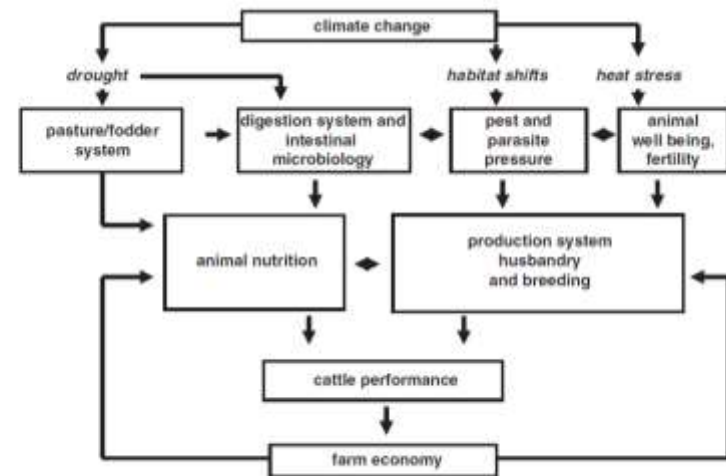 climate change
drought
habitat shifts
heat stress
pasture/fodder
system
digestion system and
intestinal
microbiology
pest and
parasite
pressure
animal
well being,
fertility
animal nutrition
production system
husbandry
and breeding
cattle performance
farm economy